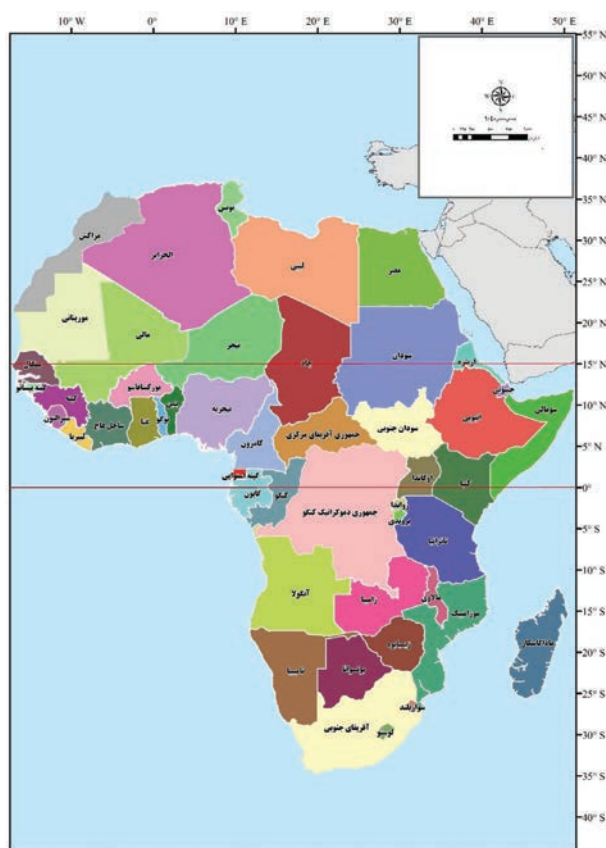 10° W
0°
10° E
20° E
30° E
40° E
50° E
35° N
50° N
45° N
40° N
35° N
30° N
25° N
20° N
15° N
10° N
5° N
0°
5° S
10° S
15° S
20° S
25° S
30° S
35° S
40° S
تونس
مراکش
الجزایر
لیبی
مصر
موریتانی
مالی
نیجر
چاد
سودان
اریتره
سنگال
گینه بیسائو
گینه
سیرالئون
لیبریا
ساحل عاج
بورکینافاسو
غنا
توگو
بنین
نیجریه
کامرون
جمهوری آفریقای مرکزی
سودان جنوبی
اتیوپی
جیبوتی
سومالی
گینه استوایی
گابون
کنگو
جمهوری دموکراتیک کنگو
اوگاندا
کنیا
رواندا
بروندی
تانزانیا
آنگولا
زامبیا
مالاوی
موزامبیک
ماداگاسکار
زیمبابوه
نامیبیا
بوتسوانا
سوازیلند
لوستو
آفریقای جنوبی